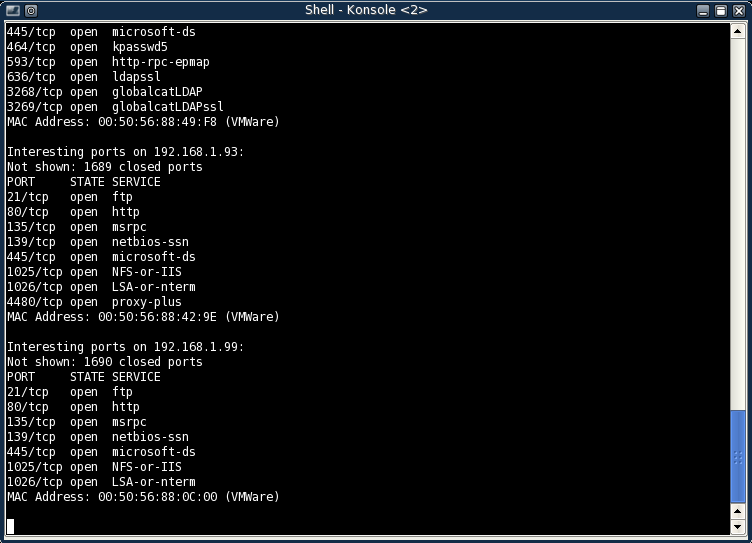 Shell - Konsole <2>
445/tcp  open  microsoft-ds
464/tcp  open  kpasswd5
593/tcp  open  http-rpc-epmap
636/tcp  open  ldapssl
3268/tcp open  globalcatLDAP
3269/tcp open  globalcatLDAPssl
MAC Address: 00:50:56:88:49:F8 (VMWare)

Interesting ports on 192.168.1.93:
Not shown: 1689 closed ports
PORT     STATE SERVICE
21/tcp   open  ftp
80/tcp   open  http
135/tcp  open  msrpc
139/tcp  open  netbios-ssn
445/tcp  open  microsoft-ds
1025/tcp open  NFS-or-IIS
1026/tcp open  LSA-or-nterm
4480/tcp open  proxy-plus
MAC Address: 00:50:56:88:42:9E (VMWare)

Interesting ports on 192.168.1.99:
Not shown: 1690 closed ports
PORT     STATE SERVICE
21/tcp   open  ftp
80/tcp   open  http
135/tcp  open  msrpc
139/tcp  open  netbios-ssn
445/tcp  open  microsoft-ds
1025/tcp open  NFS-or-IIS
1026/tcp open  LSA-or-nterm
MAC Address: 00:50:56:88:0C:00 (VMWare)